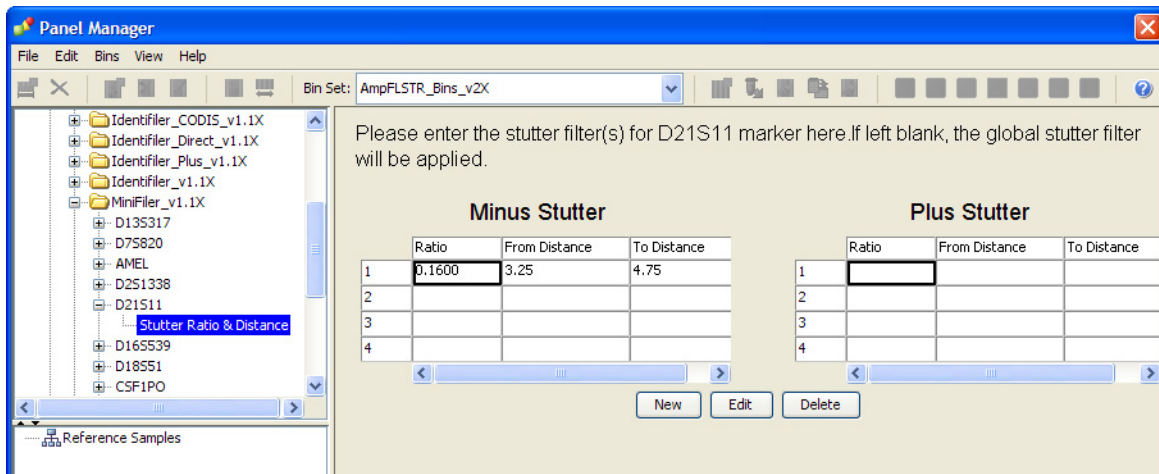 Panel Manager
File Edit Bins View Help
Bin Set: AmpFLSTR_Bins_v2X
Identifiler_CODIS_v1.1X
Identifiler_Direct_v1.1X
Identifiler_Plus_v1.1X
Identifiler_v1.1X
MiniFiler_v1.1X
D13S317
D7S820
AMEL
D2S1338
D21S11
Stutter Ratio & Distance
D16S539
D18S51
CSF1PO
Reference Samples
Please enter the stutter filter(s) for D21S11 marker here.If left blank, the global stutter filter
will be applied.
Minus Stutter
Ratio From Distance To Distance
1 0.1600 3.25 4.75
2
3
4
Plus Stutter
Ratio From Distance To Distance
1
2
3
4
New Edit Delete